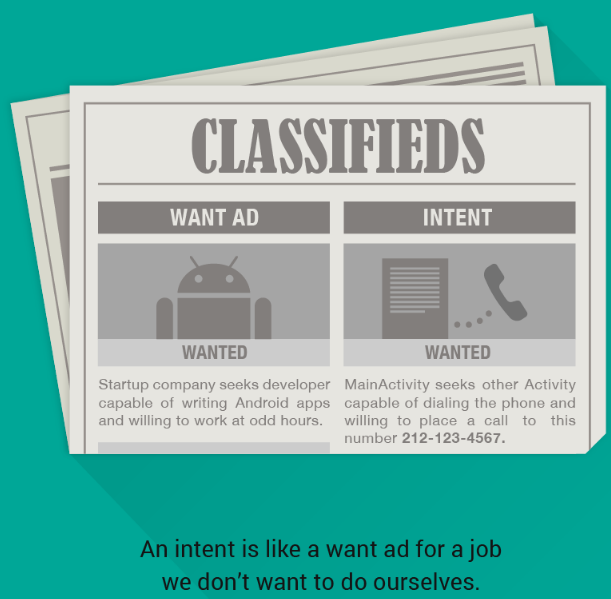 CLASSIFIEDS
WANT AD
WANTED
Startup company seeks developer
capable of writing Android apps
and willing to work at odd hours.
INTENT
WANTED
MainActivity seeks other Activity
capable of dialing the phone and
willing to place a call to this
number 212-123-4567.
An intent is like a want ad for a job
we don't want to do ourselves.